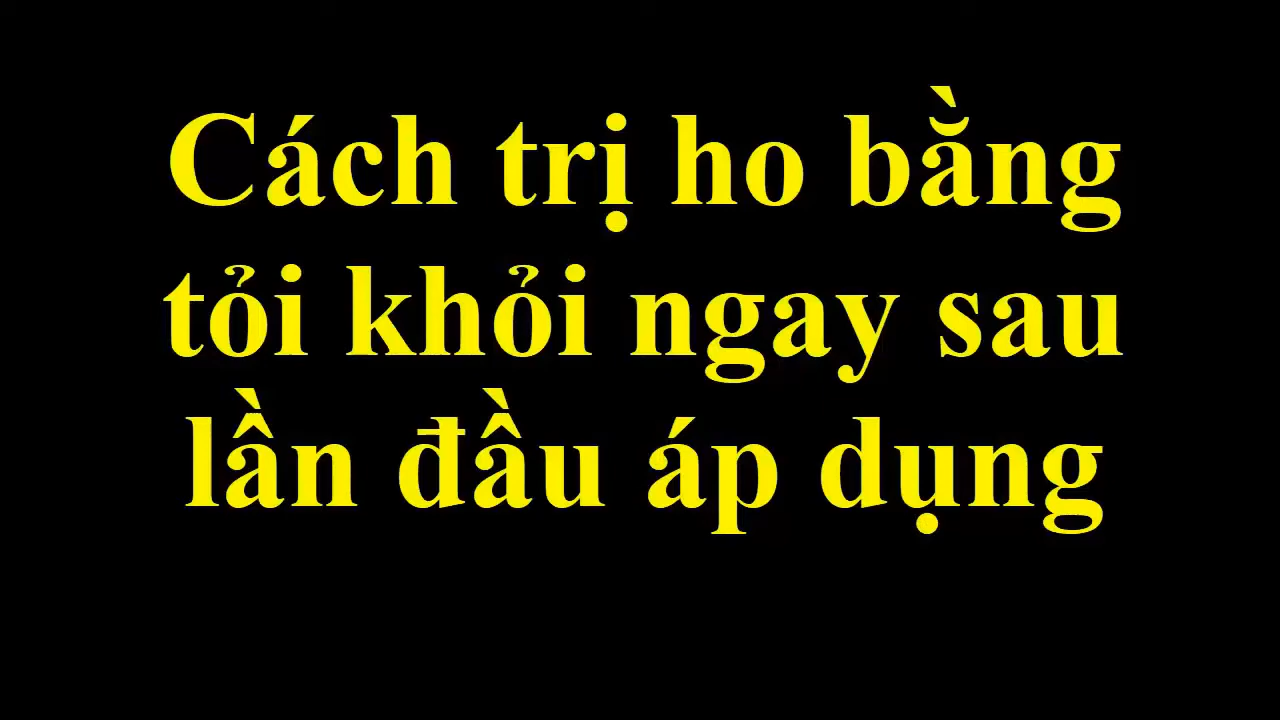 Cách trị ho bằng
tỏi khỏi ngay sau
lần đầu áp dụng